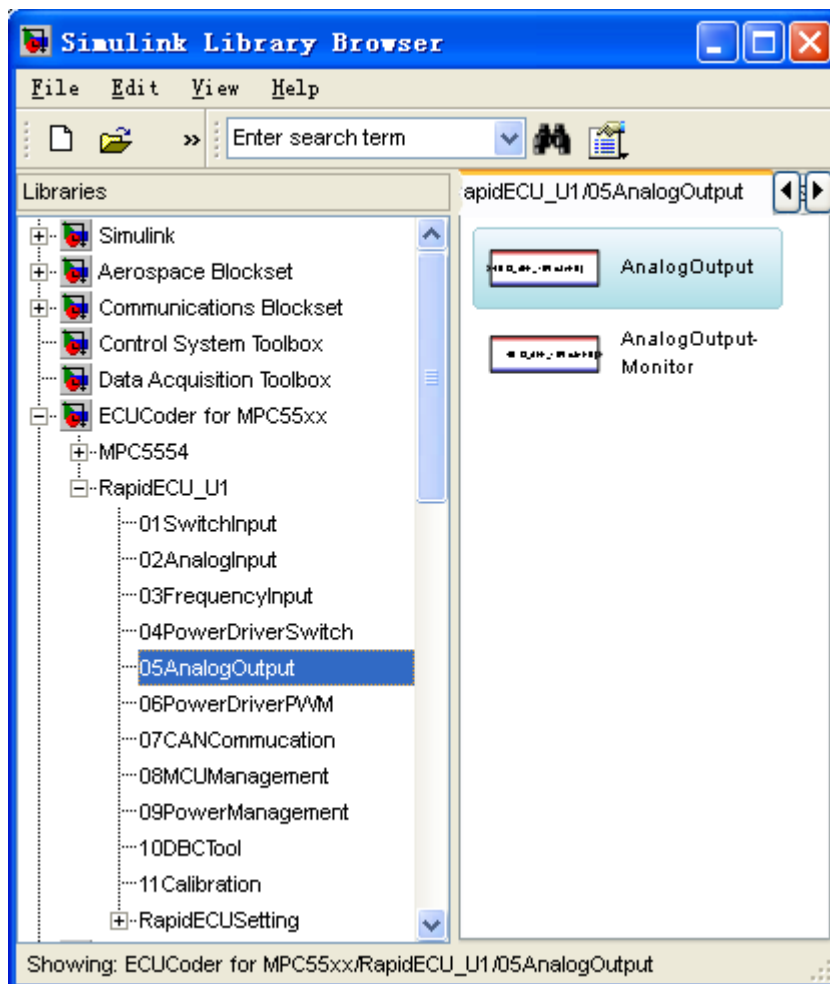 Simulink Library Browser
File Edit View Help
» Enter search term
Libraries
apidECU_U1/05AnalogOutput
Simulink
Aerospace Blockset
Communications Blockset
Control System Toolbox
Data Acquisition Toolbox
ECUCoder for MPC55xx
MPC5554
RapidECU_U1
01SwitchInput
02AnalogInput
03FrequencyInput
04PowerDriverSwitch
05AnalogOutput
06PowerDriverPWM
07CANCommucation
08MCUManagement
09PowerManagement
10DBCTool
11Calibration
RapidECUSetting
AnalogOutput
AnalogOutput-
Monitor
Showing: ECUCoder for MPC55xx/RapidECU_U1/05AnalogOutput